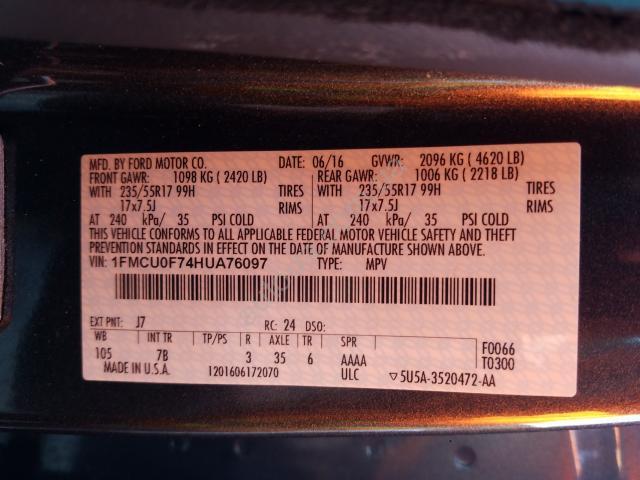 MFD. BY FORD MOTOR CO. DATE: 06/16 GVWR: 2096 KG ( 4620 LB)
FRONT GAWR: 1098 KG ( 2420 LB) REAR GAWR: 1006 KG ( 2218 LB)
WITH 235/55R17 99H TIRES WITH 235/55R17 99H TIRES
17x7.5J RIMS 17x7.5J RIMS
AT 240 kPa/ 35 PSI COLD AT 240 kPa/ 35 PSI COLD
THIS VEHICLE CONFORMS TO ALL APPLICABLE FEDERAL MOTOR VEHICLE SAFETY AND THEFT
PREVENTION STANDARDS IN EFFECT ON THE DATE OF MANUFACTURE SHOWN ABOVE.
VIN: 1FMCU0F74HUA76097 TYPE: MPV
EXT PNT: J7 RC: 24 DSO:
WB INT TR TP/PS R AXLE TR SPR F0066
105 7B 3 35 6 AAAA T0300
MADE IN U.S.A. 1201606172070 ULC ▽5U5A-3520472-AA